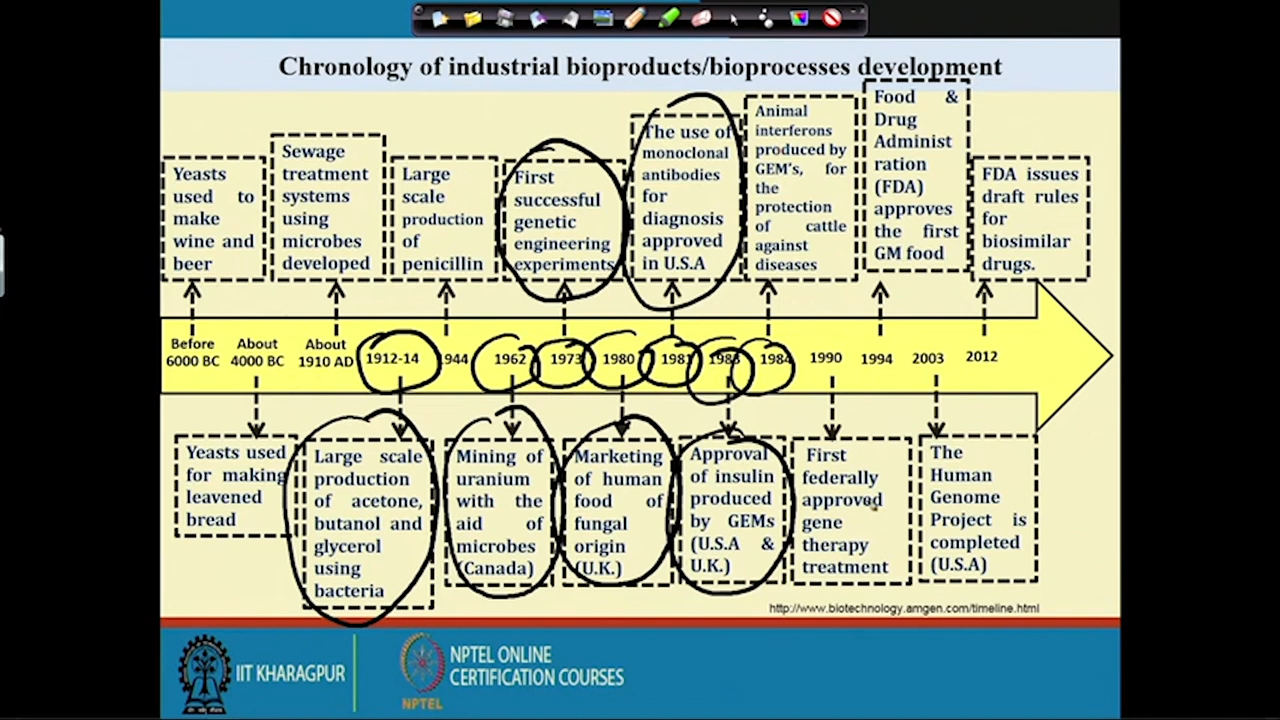 Chronology of industrial bioproducts/bioprocesses development
Yeasts
used to
make
wine and
beer
Sewage
treatment
systems
using
microbes
developed
Large
scale
production
of
penicillin
First
successful
genetic
engineering
experiments
The use of
monoclonal
antibodies
for
diagnosis
approved
in U.S.A
Animal
interferons
produced by
GEM's, for
the
protection
of cattle
against
diseases
Food &
Drug
Administ
ration
(FDA)
approves
the first
GM food
FDA issues
draft rules
for
biosimilar
drugs.
Before
6000 BC
About
4000 BC
About
1910 AD
1912-14
1944
1962
1973
1980
1981
1984
1990
1994
2003
2012
Yeasts used
for making
leavened
bread
Large scale
production
of acetone,
butanol and
glycerol
using
bacteria
Mining of
uranium
with the
aid of
microbes
(Canada)
Marketing
of human
food of
fungal
origin
(U.K.)
Approval
of insulin
produced
by GEMs
(U.S.A &
U.K.)
First
federally
approved
gene
therapy
treatment
The
Human
Genome
Project is
completed
(U.S.A)
http://www.biotechnology.amgen.com/timeline.html
IIT KHARAGPUR
NPTEL
NPTEL ONLINE
CERTIFICATION COURSES